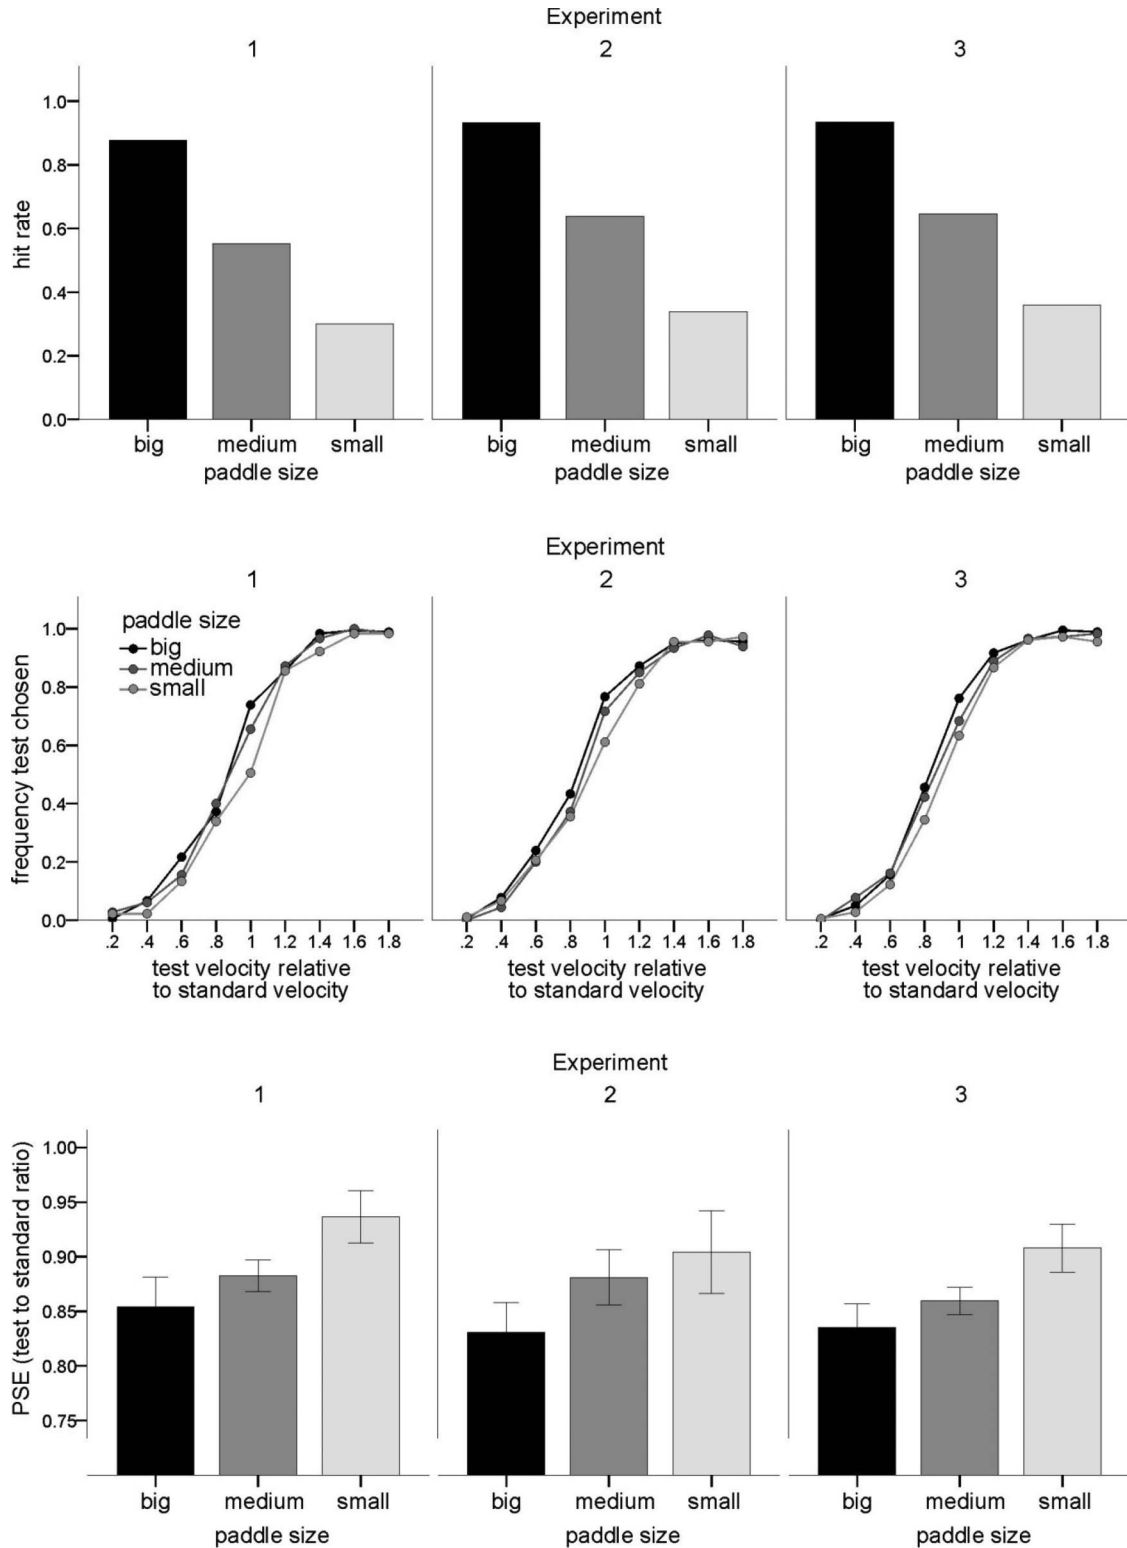 Experiment
1 2 3
hit rate
1.0
0.8
0.6
0.4
0.2
0.0
big medium small big medium small big medium small
paddle size paddle size paddle size
Experiment
1 2 3
frequency test chosen
paddle size
big
medium
small
1.0
0.8
0.6
0.4
0.2
0.0
.2 .4 .6 .8 1 1.2 1.4 1.6 1.8 .2 .4 .6 .8 1 1.2 1.4 1.6 1.8 .2 .4 .6 .8 1 1.2 1.4 1.6 1.8
test velocity relative test velocity relative test velocity relative
to standard velocity to standard velocity to standard velocity
Experiment
1 2 3
PSE (test to standard ratio)
1.00
0.95
0.90
0.85
0.80
0.75
big medium small big medium small big medium small
paddle size paddle size paddle size